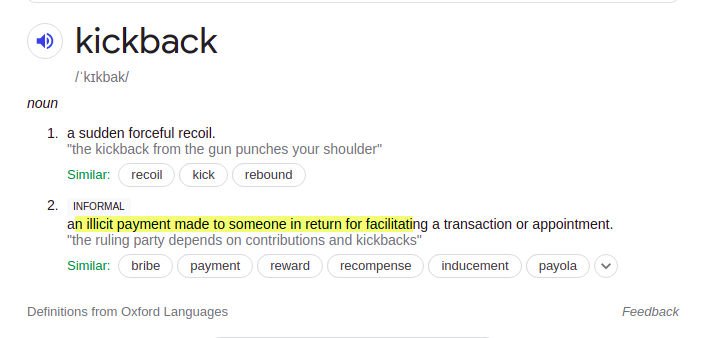 kickback
/ˈkɪkbak/
noun
1. a sudden forceful recoil.
"the kickback from the gun punches your shoulder"
Similar: recoil kick rebound
2. INFORMAL
an illicit payment made to someone in return for facilitating a transaction or appointment.
"the ruling party depends on contributions and kickbacks"
Similar: bribe payment reward recompense inducement payola
Definitions from Oxford Languages Feedback